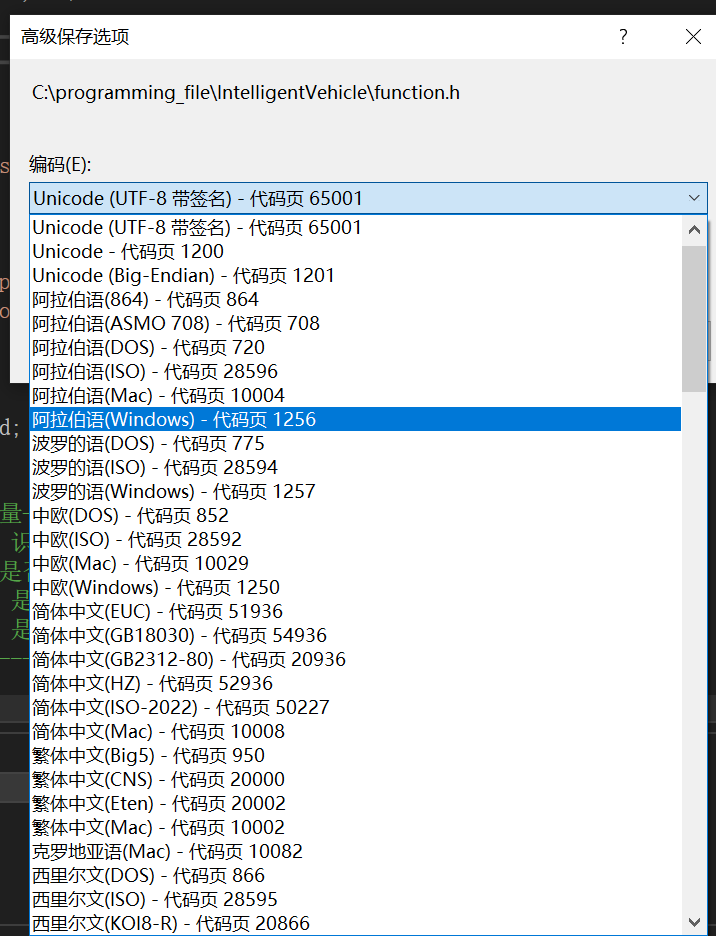 高级保存选项
?
C:\programming_file\IntelligentVehicle\function.h
编码(E):
Unicode (UTF-8 带签名) - 代码页 65001
Unicode (UTF-8 带签名) - 代码页 65001
Unicode - 代码页 1200
Unicode (Big-Endian) - 代码页 1201
阿拉伯语(864) - 代码页 864
阿拉伯语(ASMO 708) - 代码页 708
阿拉伯语(DOS) - 代码页 720
阿拉伯语(ISO) - 代码页 28596
阿拉伯语(Mac) - 代码页 10004
阿拉伯语(Windows) - 代码页 1256
波罗的语(DOS) - 代码页 775
波罗的语(ISO) - 代码页 28594
波罗的语(Windows) - 代码页 1257
中欧(DOS) - 代码页 852
中欧(ISO) - 代码页 28592
中欧(Mac) - 代码页 10029
中欧(Windows) - 代码页 1250
简体中文(EUC) - 代码页 51936
简体中文(GB18030) - 代码页 54936
简体中文(GB2312-80) - 代码页 20936
简体中文(HZ) - 代码页 52936
简体中文(ISO-2022) - 代码页 50227
简体中文(Mac) - 代码页 10008
繁体中文(Big5) - 代码页 950
繁体中文(CNS) - 代码页 20000
繁体中文(Eten) - 代码页 20002
繁体中文(Mac) - 代码页 10002
克罗地亚语(Mac) - 代码页 10082
西里尔文(DOS) - 代码页 866
西里尔文(ISO) - 代码页 28595
西里尔文(KOI8-R) - 代码页 20866
s
p
o
d;
量
是